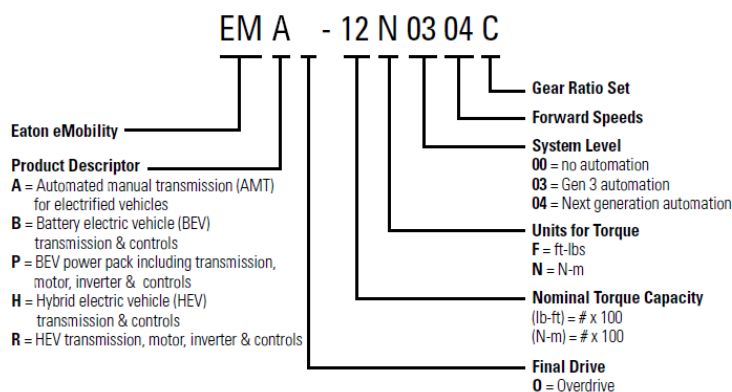 EM A - 12 N 03 04 C
Gear Ratio Set
Forward Speeds
System Level
00 = no automation
03 = Gen 3 automation
04 = Next generation automation
Units for Torque
F = ft-lbs
N = N-m
Nominal Torque Capacity
(lb-ft) = # x 100
(N-m) = # x 100
Final Drive
O = Overdrive
Eaton eMobility
Product Descriptor
A = Automated manual transmission (AMT)
for electrified vehicles
B = Battery electric vehicle (BEV)
transmission & controls
P = BEV power pack including transmission,
motor, inverter & controls
H = Hybrid electric vehicle (HEV)
transmission & controls
R = HEV transmission, motor, inverter & controls